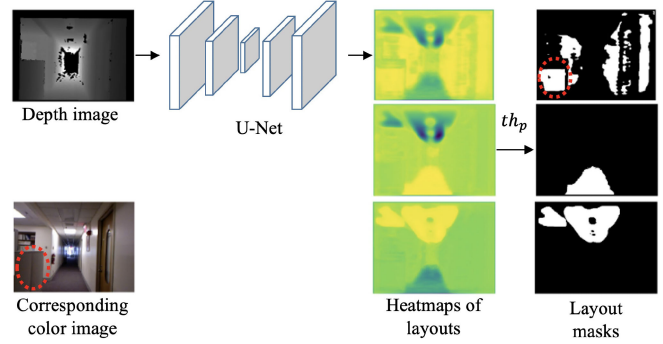 Depth image
U-Net
th_p
Corresponding
color image
Heatmaps of
layouts
Layout
masks